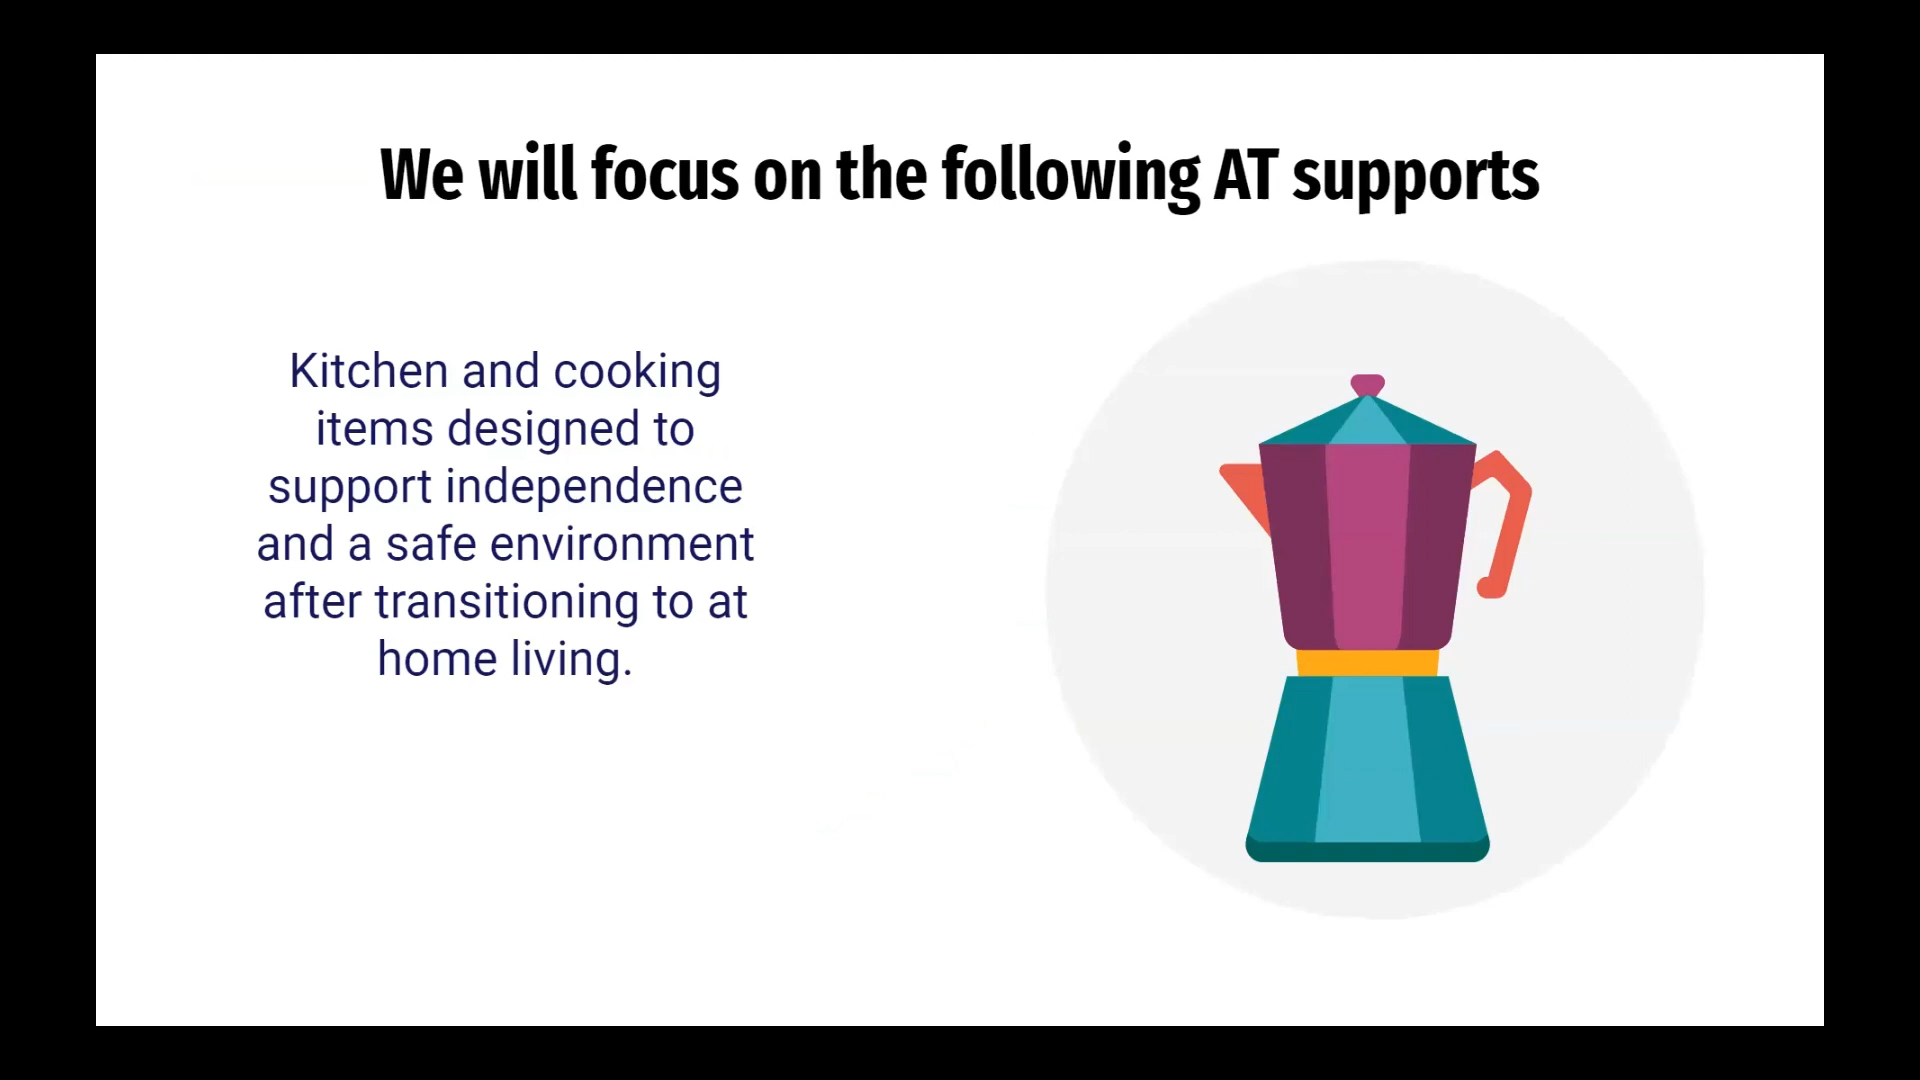 We will focus on the following AT supports
Kitchen and cooking
items designed to
support independence
and a safe environment
after transitioning to at
home living.